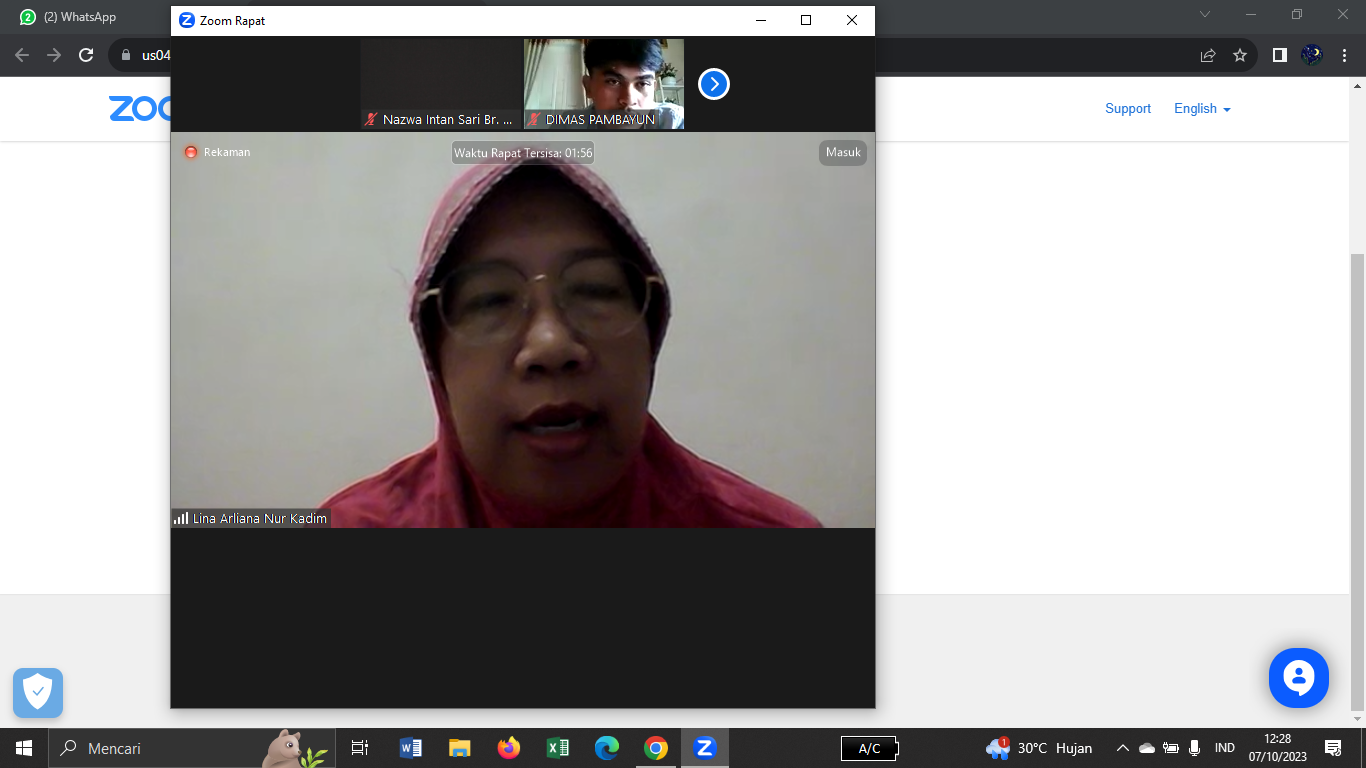 (2) WhatsApp
Zoom Rapat
us04
Nazwa Intan Sari Br. ...
DIMAS PAMBAYUN
Support
English
Rekaman
Waktu Rapat Tersisa: 01:56
Masuk
Lina Arliana Nur Kadim
Mencari
A/C
1
30°C Hujan
IND
12:28
07/10/2023